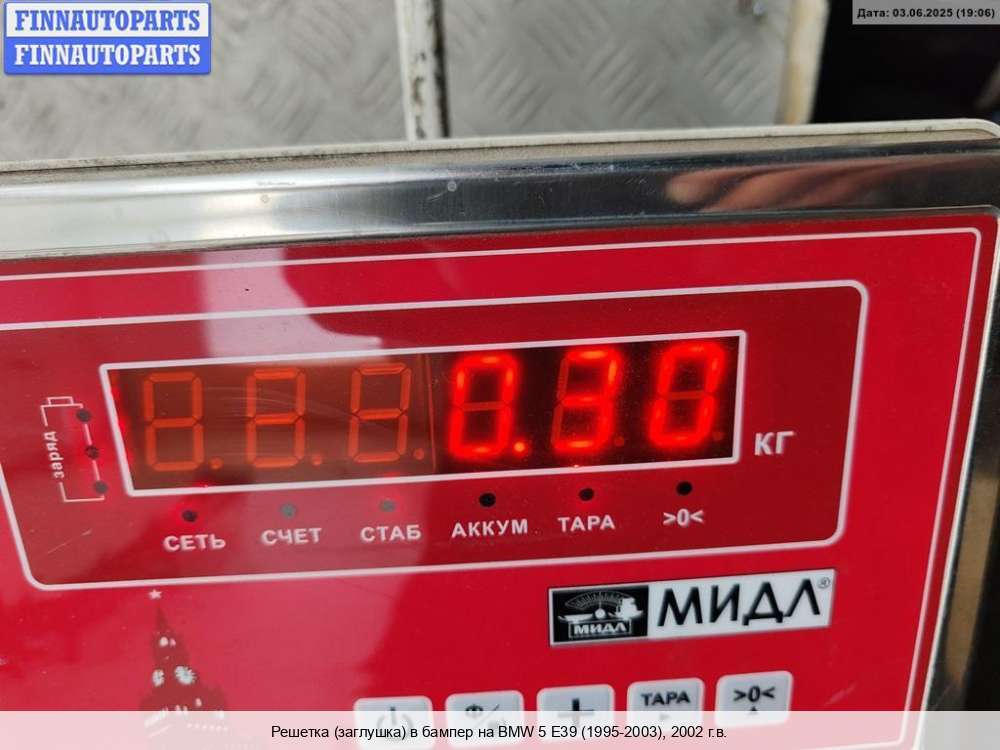 FINNAUTOPARTS
FINNAUTOPARTS
Дата: 03.06.2025 (19:06)
0.30
кг
заряд
СЕТЬ СЧЕТ СТАБ АККУМ ТАРА >0<
МИДЛ МИДЛ®
ТАРА >0<
Решетка (заглушка) в бампер на BMW 5 E39 (1995-2003), 2002 г.в.